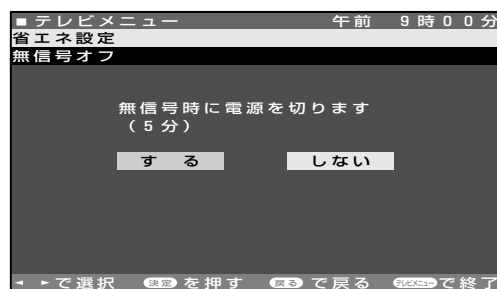 ■テレビメニュー 午前 9時00分
省エネ設定
無信号オフ
無信号時に電源を切ります
(5分)
する しない
◄ ►で選択 決定を押す 戻るで戻る テレビメニューで終了